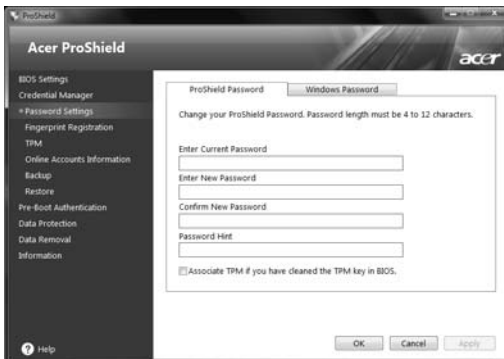 ProShield
Acer ProShield
acer
BIOS Settings
Credential Manager
Password Settings
Fingerprint Registration
TPM
Online Accounts Information
Backup
Restore
Pre-Boot Authentication
Data Protection
Data Removal
Information
Help
ProShield Password
Windows Password
Change your ProShield Password. Password length must be 4 to 12 characters.
Enter Current Password
Enter New Password
Confirm New Password
Password Hint
Associate TPM if you have cleaned the TPM key in BIOS.
OK
Cancel
Apply